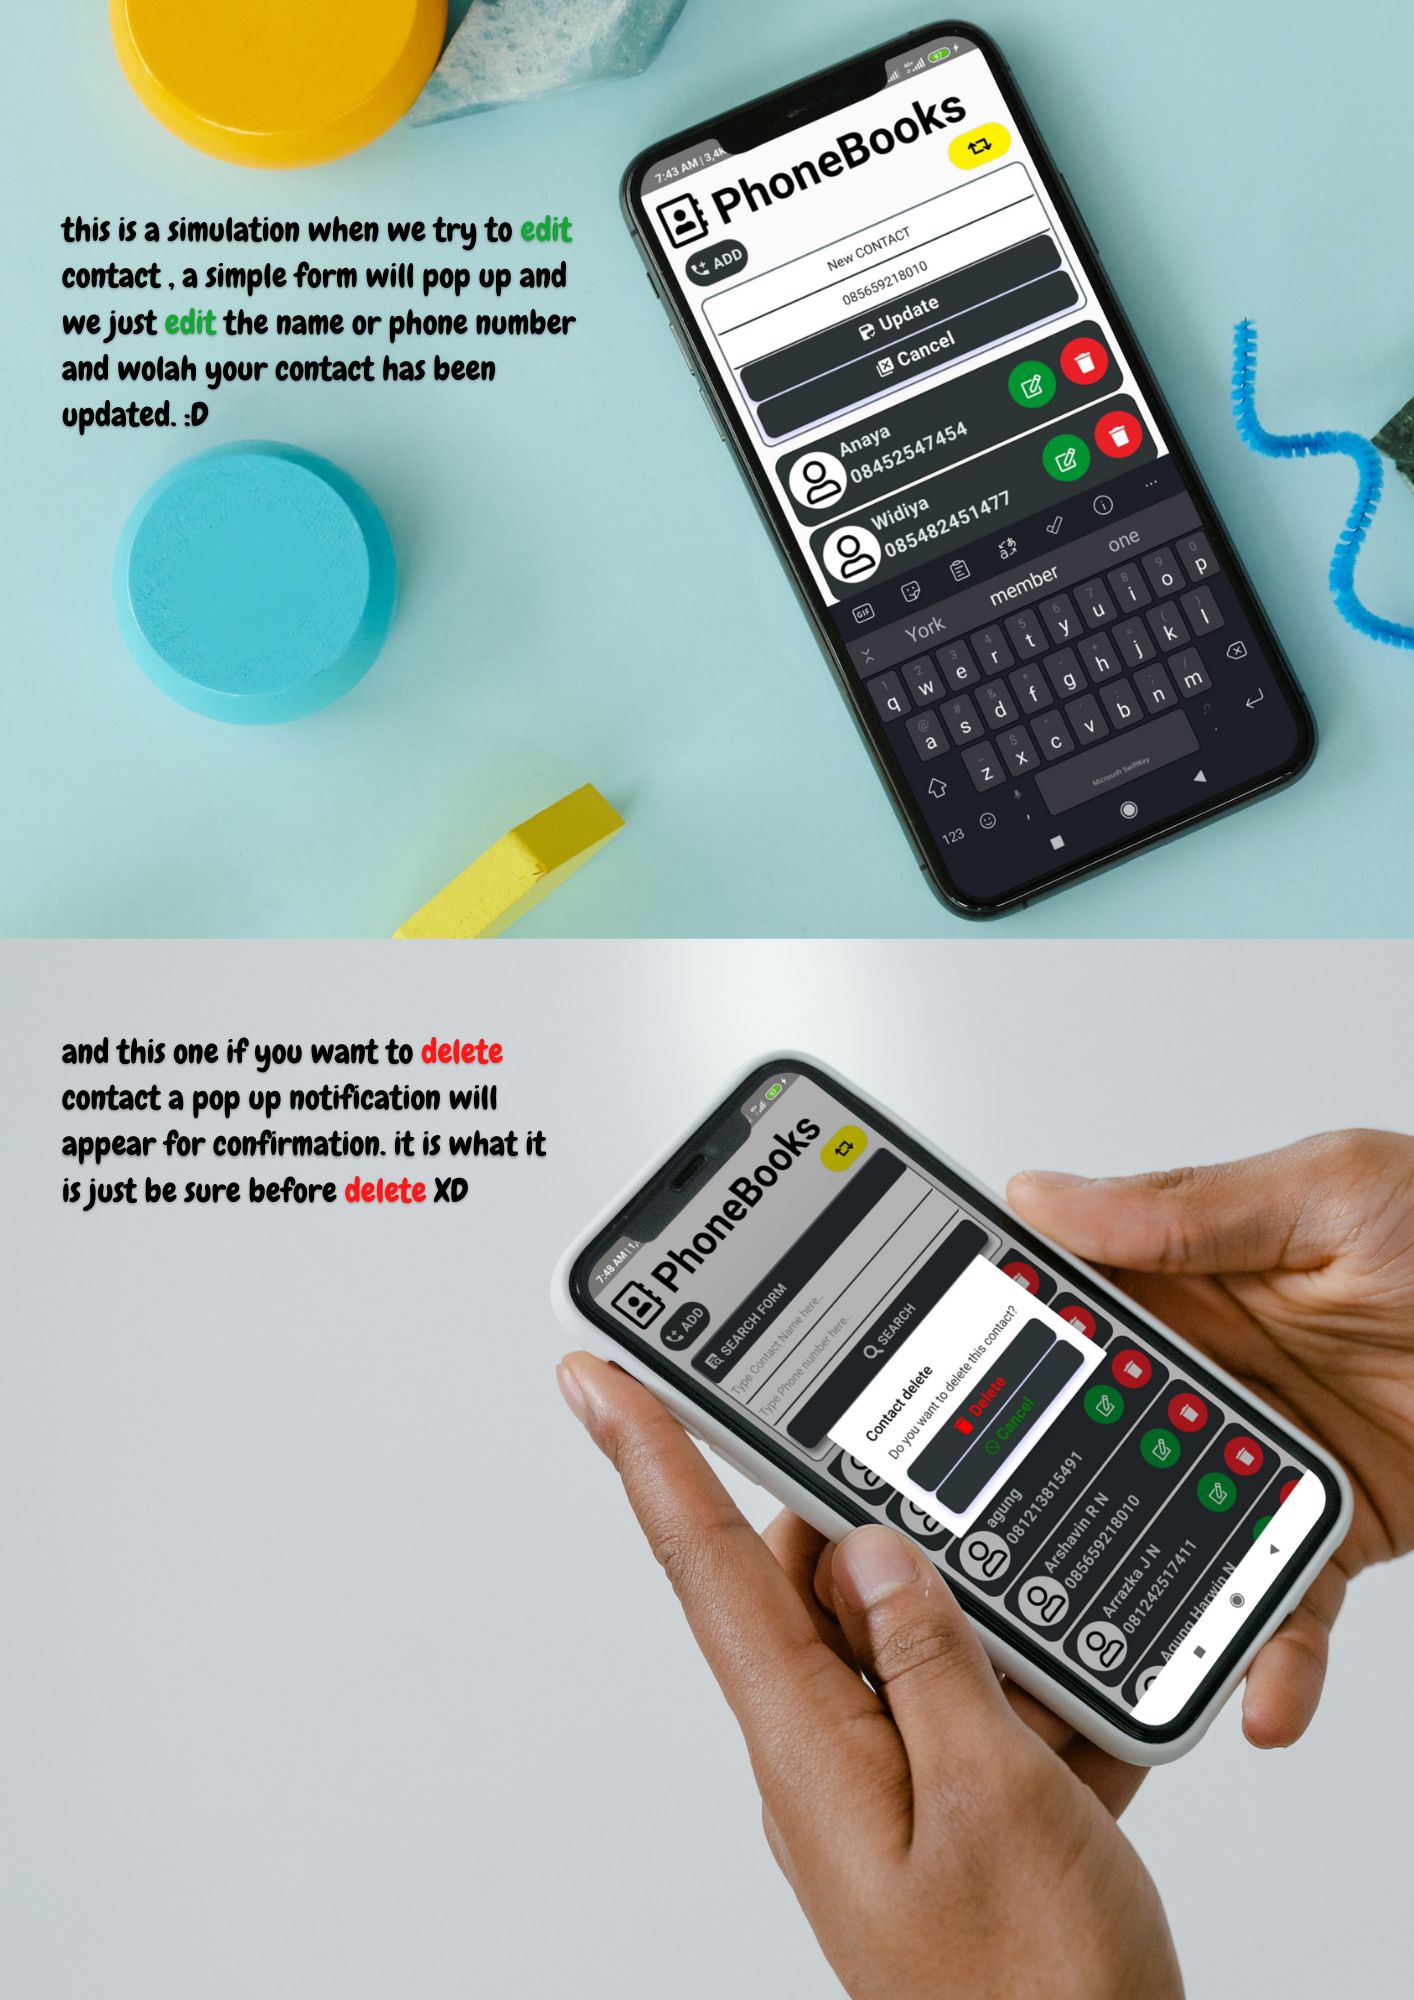 this is a simulation when we try to edit
contact , a simple form will pop up and
we just edit the name or phone number
and wolah your contact has been
updated. :D
7:43 AM | 3,4K
97
PhoneBooks
ADD
New CONTACT
085659218010
Update
Cancel
Anaya
08452547454
Widiya
085482451477
GIF
York member one
1 2 3 4 5 6 7 8 9 0
q w e r t y u i o p
a s d f g h j k l
z x c v b n m
123 , Microsoft SwiftKey .
and this one if you want to delete
contact a pop up notification will
appear for confirmation. it is what it
is just be sure before delete XD
7:48 AM | 1,
97
PhoneBooks
ADD
SEARCH FORM
Type Contact Name here..
Type Phone number here..
SEARCH
Contact delete
Do you want to delete this contact?
Delete
Cancel
agung
081213815491
Arshavin R N
085659218010
Arrazka J N
081242517411
Agung Harwin N